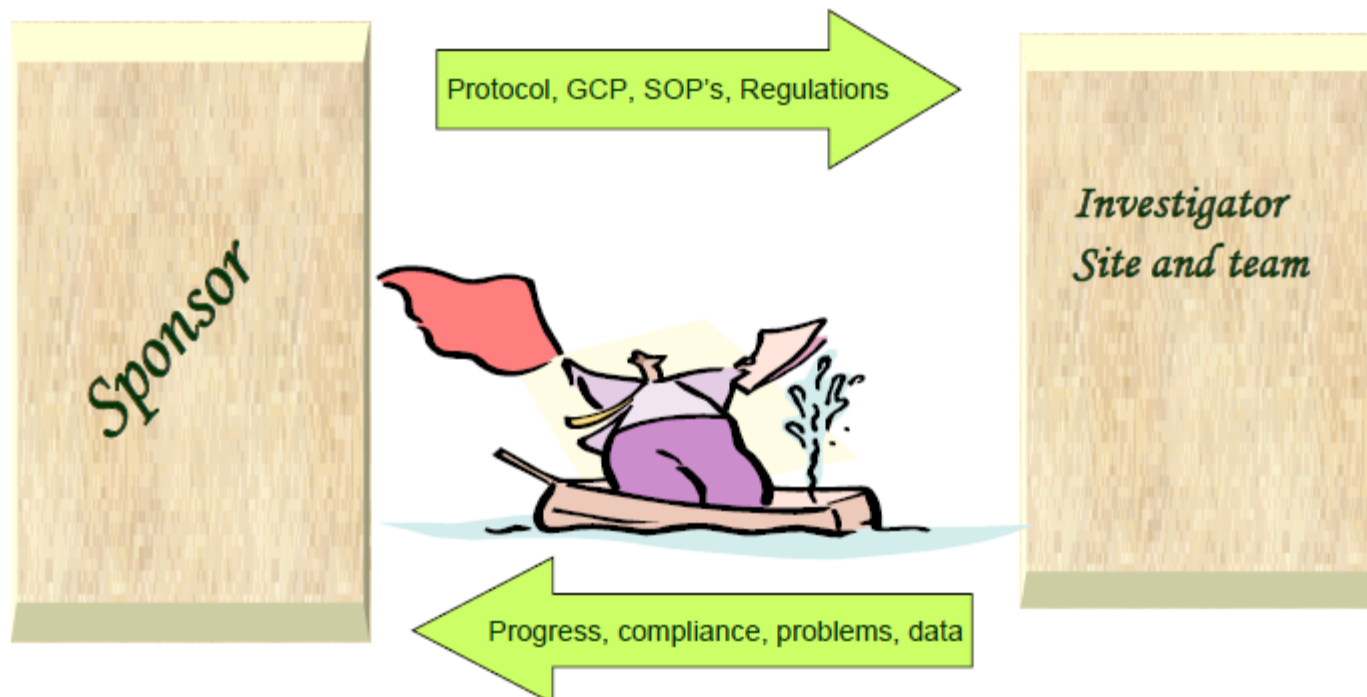 Protocol, GCP, SOP's, Regulations
Sponsor
Investigator
Site and team
Progress, compliance, problems, data